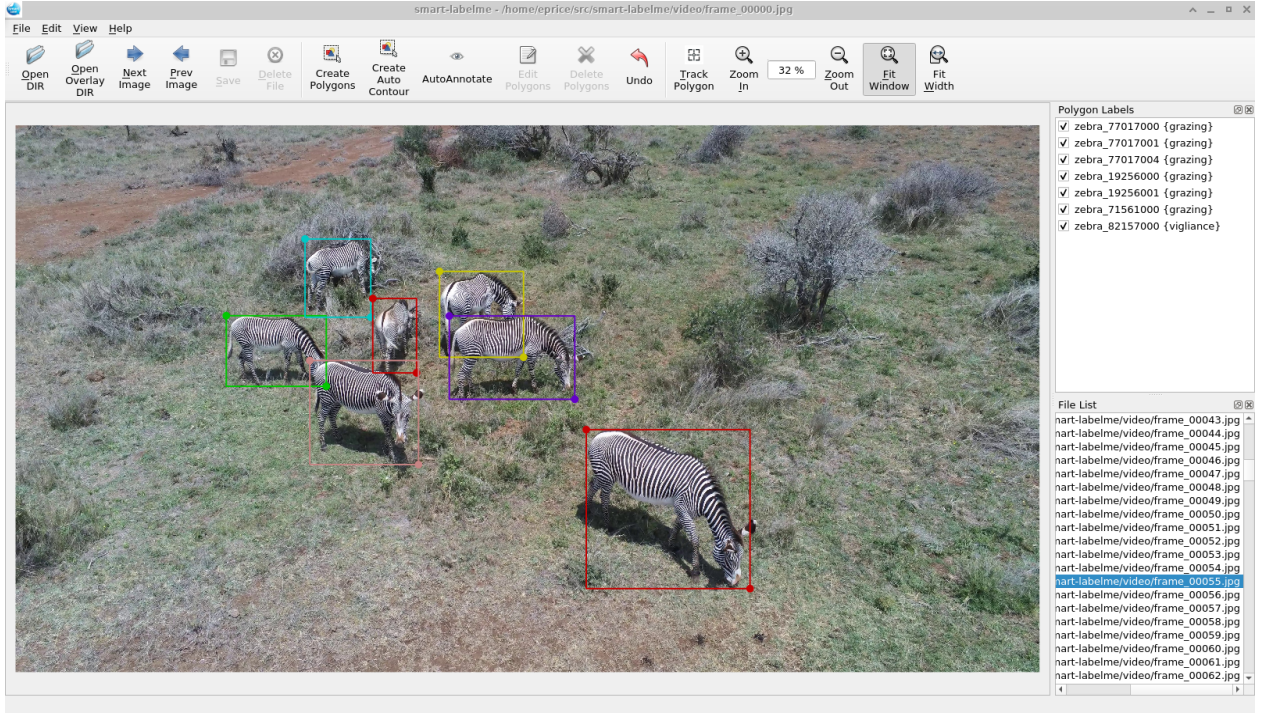 smart-labelme - /home/eprice/src/smart-labelme/video/frame_00000.jpg
File Edit View Help
Open DIR
Open Overlay DIR
Next Image
Prev Image
Save
Delete File
Create Polygons
Create Auto Contour
AutoAnnotate
Edit Polygons
Delete Polygons
Undo
Track Polygon
Zoom In
32 %
Zoom Out
Fit Window
Fit Width
Polygon Labels
zebra_77017000 {grazing}
zebra_77017001 {grazing}
zebra_77017004 {grazing}
zebra_19256000 {grazing}
zebra_19256001 {grazing}
zebra_71561000 {grazing}
zebra_82157000 {vigliance}
File List
nart-labelme/video/frame_00043.jpg
nart-labelme/video/frame_00044.jpg
nart-labelme/video/frame_00045.jpg
nart-labelme/video/frame_00046.jpg
nart-labelme/video/frame_00047.jpg
nart-labelme/video/frame_00048.jpg
nart-labelme/video/frame_00049.jpg
nart-labelme/video/frame_00050.jpg
nart-labelme/video/frame_00051.jpg
nart-labelme/video/frame_00052.jpg
nart-labelme/video/frame_00053.jpg
nart-labelme/video/frame_00054.jpg
nart-labelme/video/frame_00055.jpg
nart-labelme/video/frame_00056.jpg
nart-labelme/video/frame_00057.jpg
nart-labelme/video/frame_00058.jpg
nart-labelme/video/frame_00059.jpg
nart-labelme/video/frame_00060.jpg
nart-labelme/video/frame_00061.jpg
nart-labelme/video/frame_00062.jpg